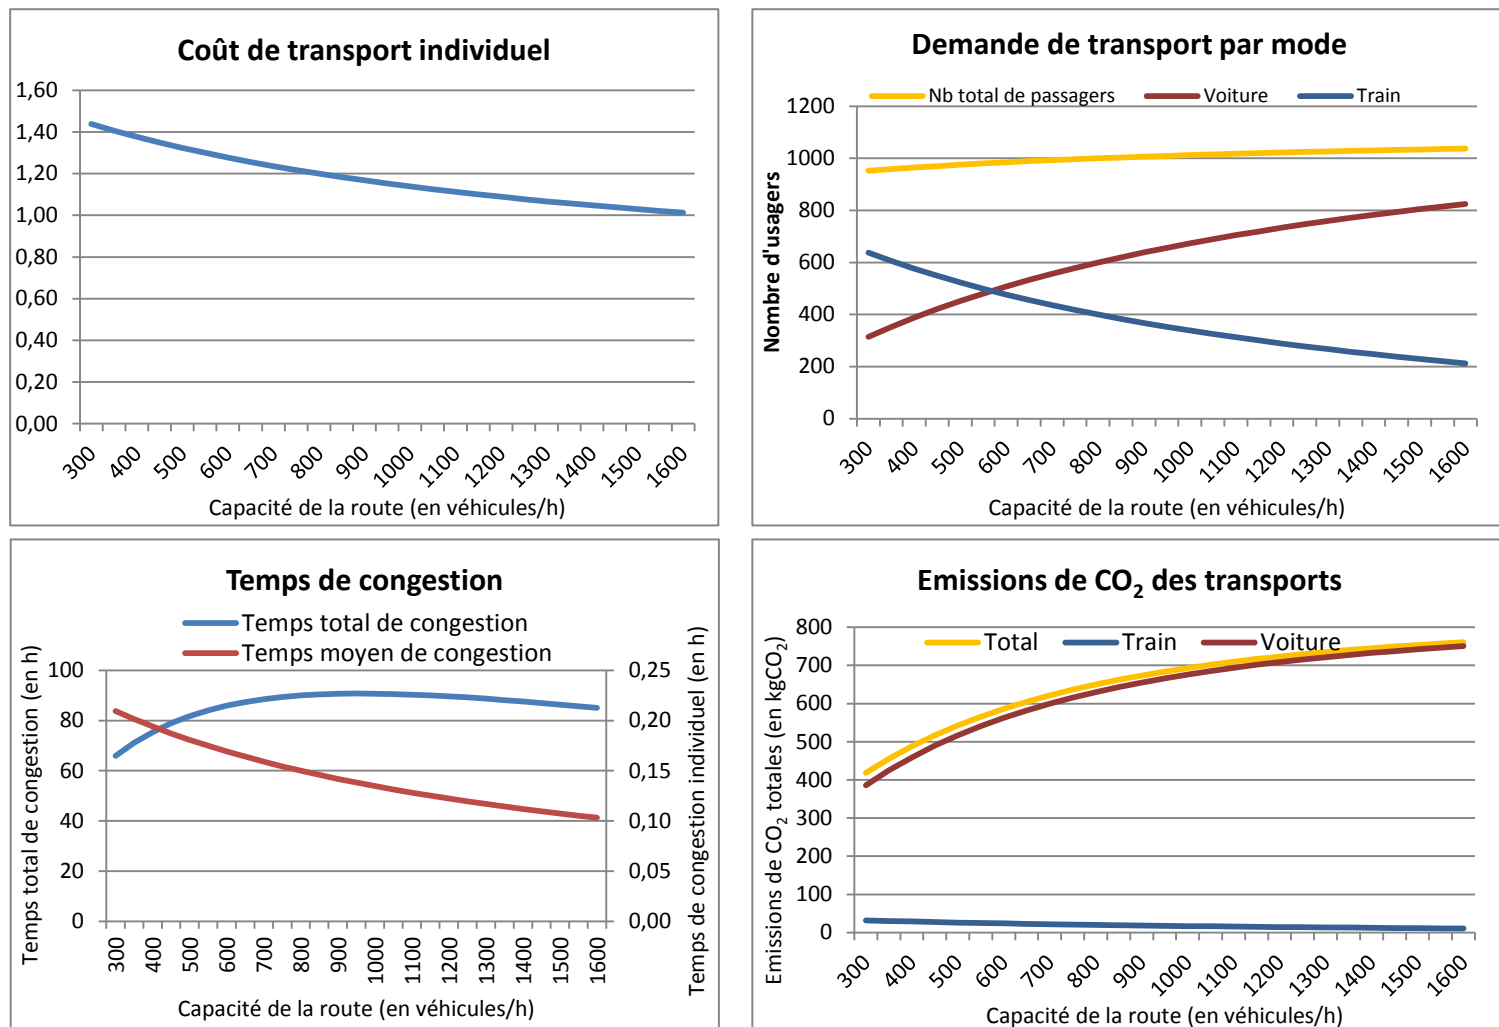 Coût de transport individuel
1,60
1,40
1,20
1,00
0,80
0,60
0,40
0,20
0,00
300 400 500 600 700 800 900 1000 1100 1200 1300 1400 1500 1600
Capacité de la route (en véhicules/h)
Demande de transport par mode
Nb total de passagers Voiture Train
Nombre d'usagers
1200
1000
800
600
400
200
0
300 400 500 600 700 800 900 1000 1100 1200 1300 1400 1500 1600
Capacité de la route (en véhicules/h)
Temps de congestion
Temps total de congestion
Temps moyen de congestion
Temps total de congestion (en h)
100
80
60
40
20
0
0,25
0,20
0,15
0,10
0,05
0,00
Temps de congestion individuel (en h)
300 400 500 600 700 800 900 1000 1100 1200 1300 1400 1500 1600
Capacité de la route (en véhicules/h)
Emissions de CO₂ des transports
Total Train Voiture
Emissions de CO₂ totales (en kgCO₂)
800
700
600
500
400
300
200
100
0
300 400 500 600 700 800 900 1000 1100 1200 1300 1400 1500 1600
Capacité de la route (en véhicules/h)